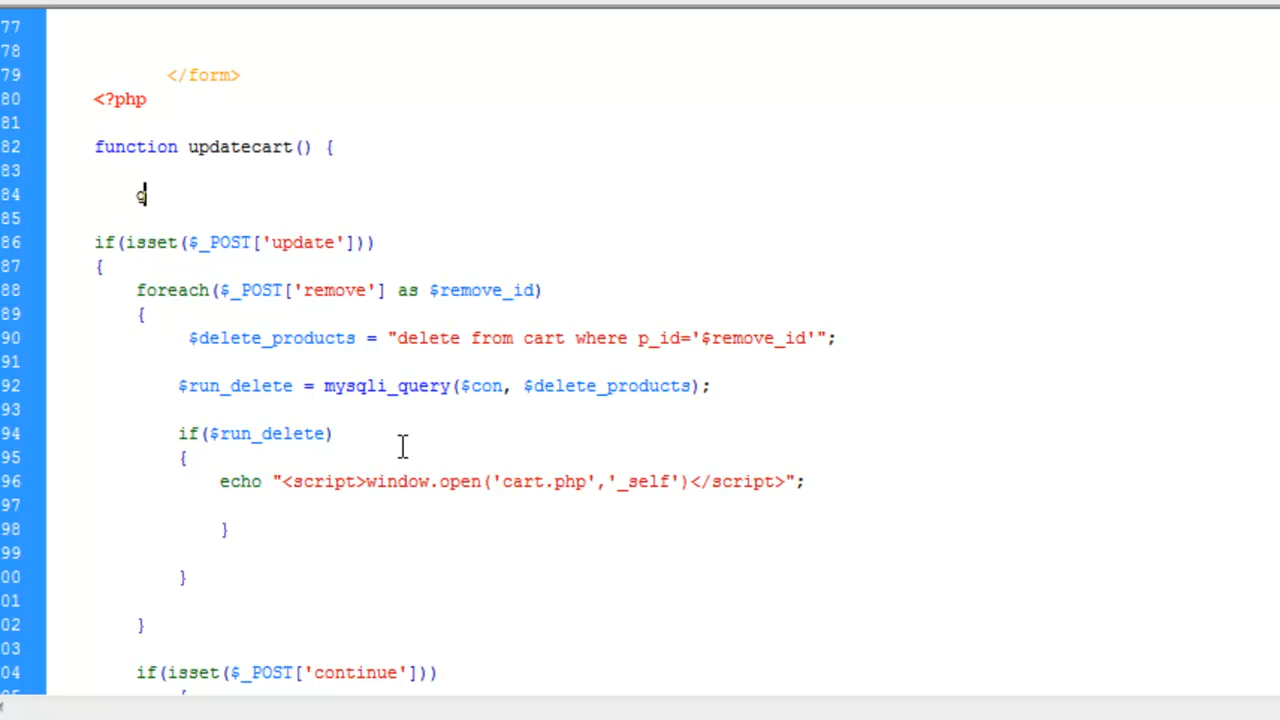 77
78
79 </form>
80 <?php
81
82 function updatecart() {
83
84 g
85
86 if(isset($_POST['update']))
87 {
88 foreach($_POST['remove'] as $remove_id)
89 {
90 $delete_products = "delete from cart where p_id='$remove_id'";
91
92 $run_delete = mysqli_query($con, $delete_products);
93
94 if($run_delete)
95 {
96 echo "<script>window.open('cart.php','_self')</script>";
97
98 }
99
00 }
01
02 }
03
04 if(isset($_POST['continue']))